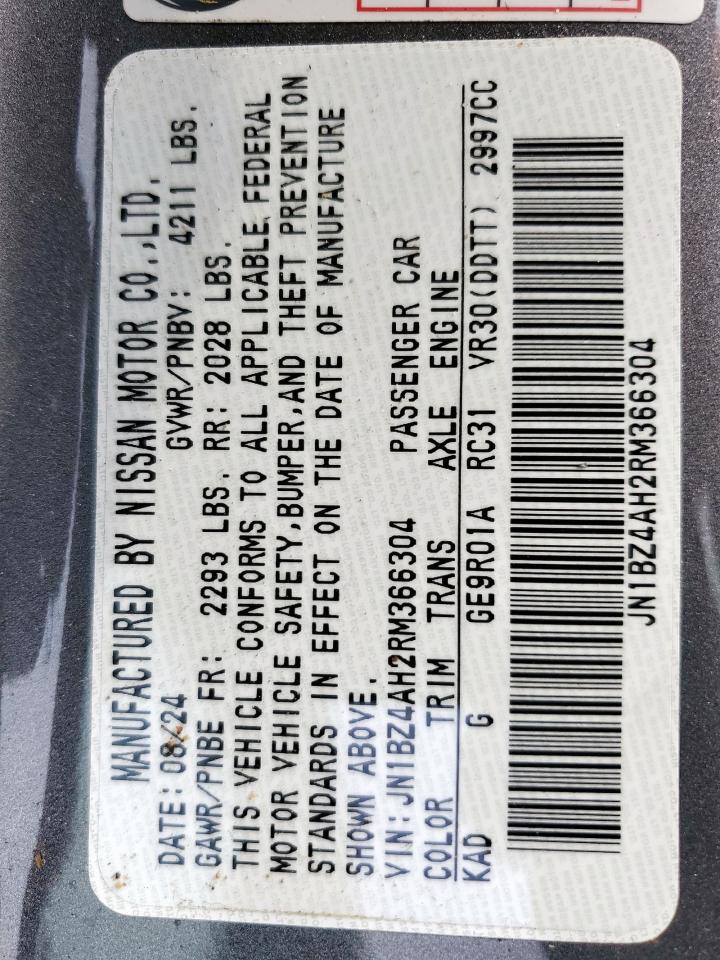 MANUFACTURED BY NISSAN MOTOR CO.,LTD.
DATE: 08/24 GVWR/PNBV: 4211 LBS.
GAWR/PNBE FR: 2293 LBS. RR: 2028 LBS.
THIS VEHICLE CONFORMS TO ALL APPLICABLE FEDERAL
MOTOR VEHICLE SAFETY,BUMPER,AND THEFT PREVENTION
STANDARDS IN EFFECT ON THE DATE OF MANUFACTURE
SHOWN ABOVE.
VIN:JN1BZ4AH2RM366304 PASSENGER CAR
COLOR TRIM TRANS AXLE ENGINE
KAD G GE9R01A RC31 VR30(DDTT) 2997CC
JN1BZ4AH2RM366304